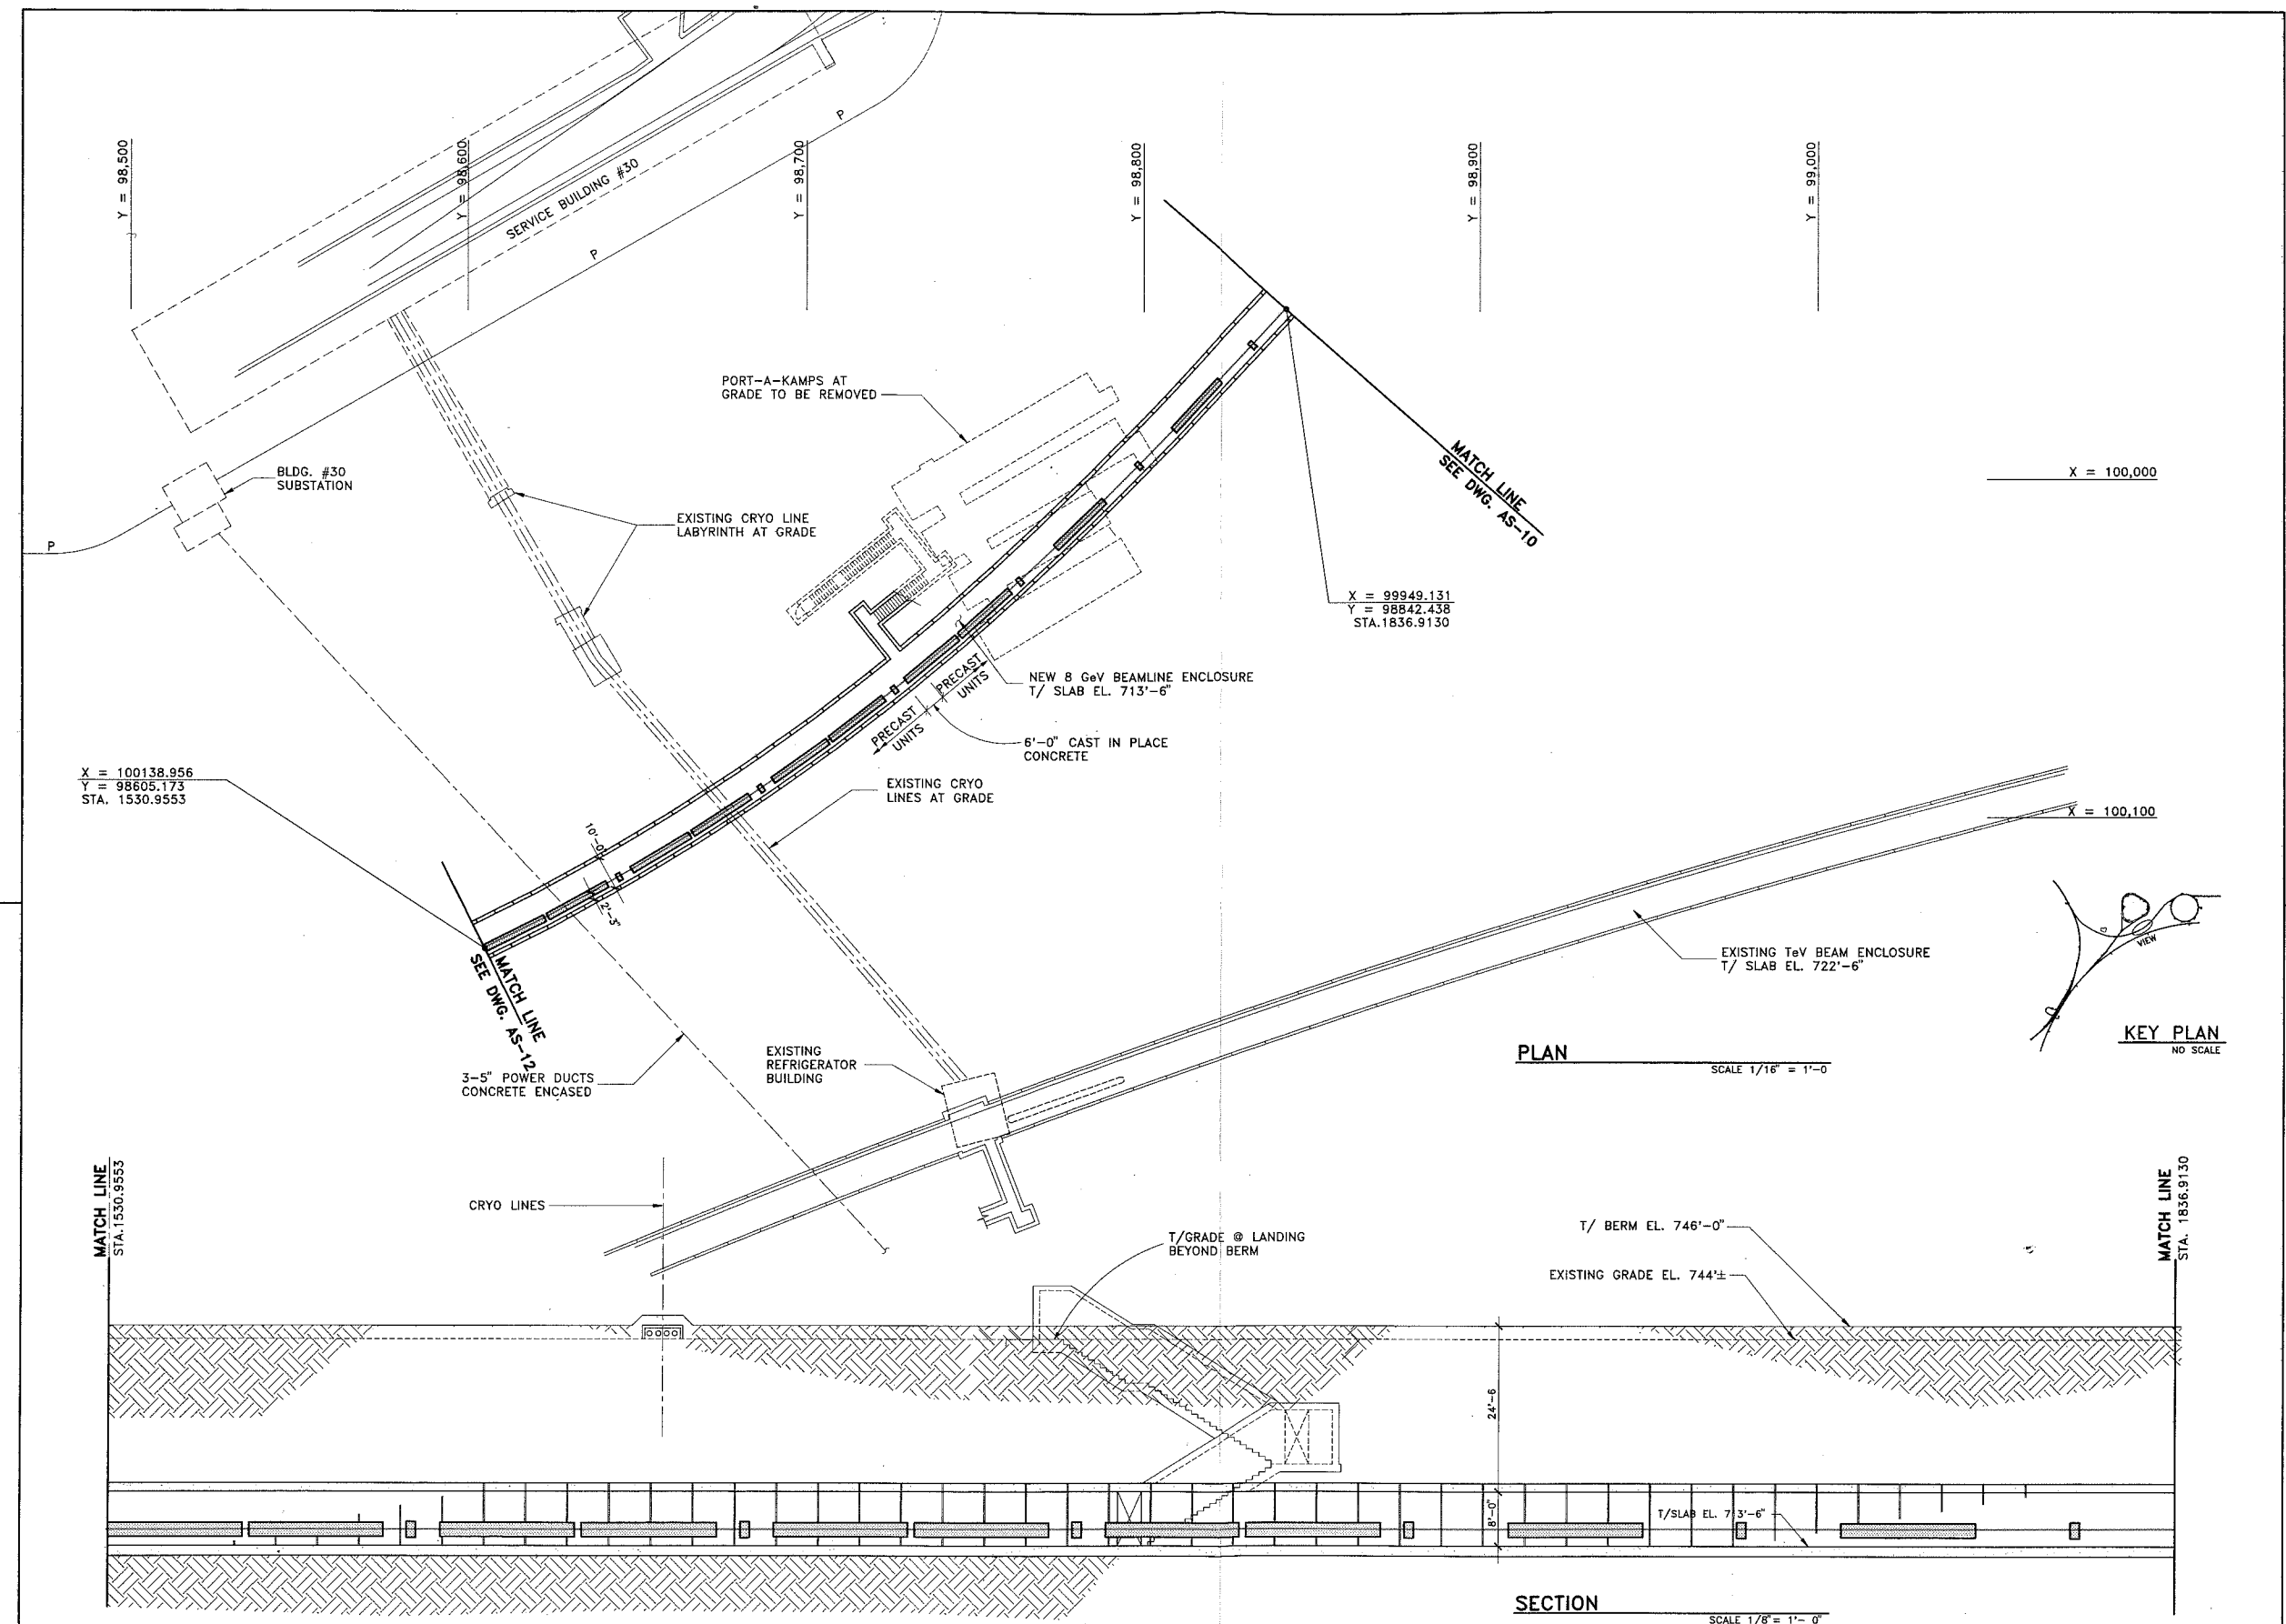 Y = 98,500
Y = 98,600
Y = 98,700
Y = 98,800
Y = 98,900
Y = 99,000
P
SERVICE BUILDING #30
P
PORT-A-KAMPS AT
GRADE TO BE REMOVED
BLDG. #30
SUBSTATION
MATCH LINE
SEE DWG. AS-10
X = 100,000
EXISTING CRYO LINE
LABYRINTH AT GRADE
P
X = 99949.131
Y = 98842.438
STA.1836.9130
PRECAST
UNITS
NEW 8 GeV BEAMLINE ENCLOSURE
T/ SLAB EL. 713'-6"
PRECAST
UNITS
6'-0" CAST IN PLACE
CONCRETE
X = 100138.956
Y = 98605.173
STA. 1530.9553
EXISTING CRYO
LINES AT GRADE
10'-0"
2'-3"
X = 100,100
MATCH LINE
SEE DWG. AS-12
EXISTING TeV BEAM ENCLOSURE
T/ SLAB EL. 722'-6"
VIEW
KEY PLAN
NO SCALE
PLAN
SCALE 1/16" = 1'-0
EXISTING
REFRIGERATOR
BUILDING
3-5" POWER DUCTS
CONCRETE ENCASED
MATCH LINE
STA.1530.9553
CRYO LINES
T/GRADE @ LANDING
BEYOND BERM
T/ BERM EL. 746'-0"
EXISTING GRADE EL. 744'±
MATCH LINE
STA. 1836.9130
24'-6
8'-0"
T/SLAB EL. 713'-6"
SECTION
SCALE 1/8"= 1'- 0"